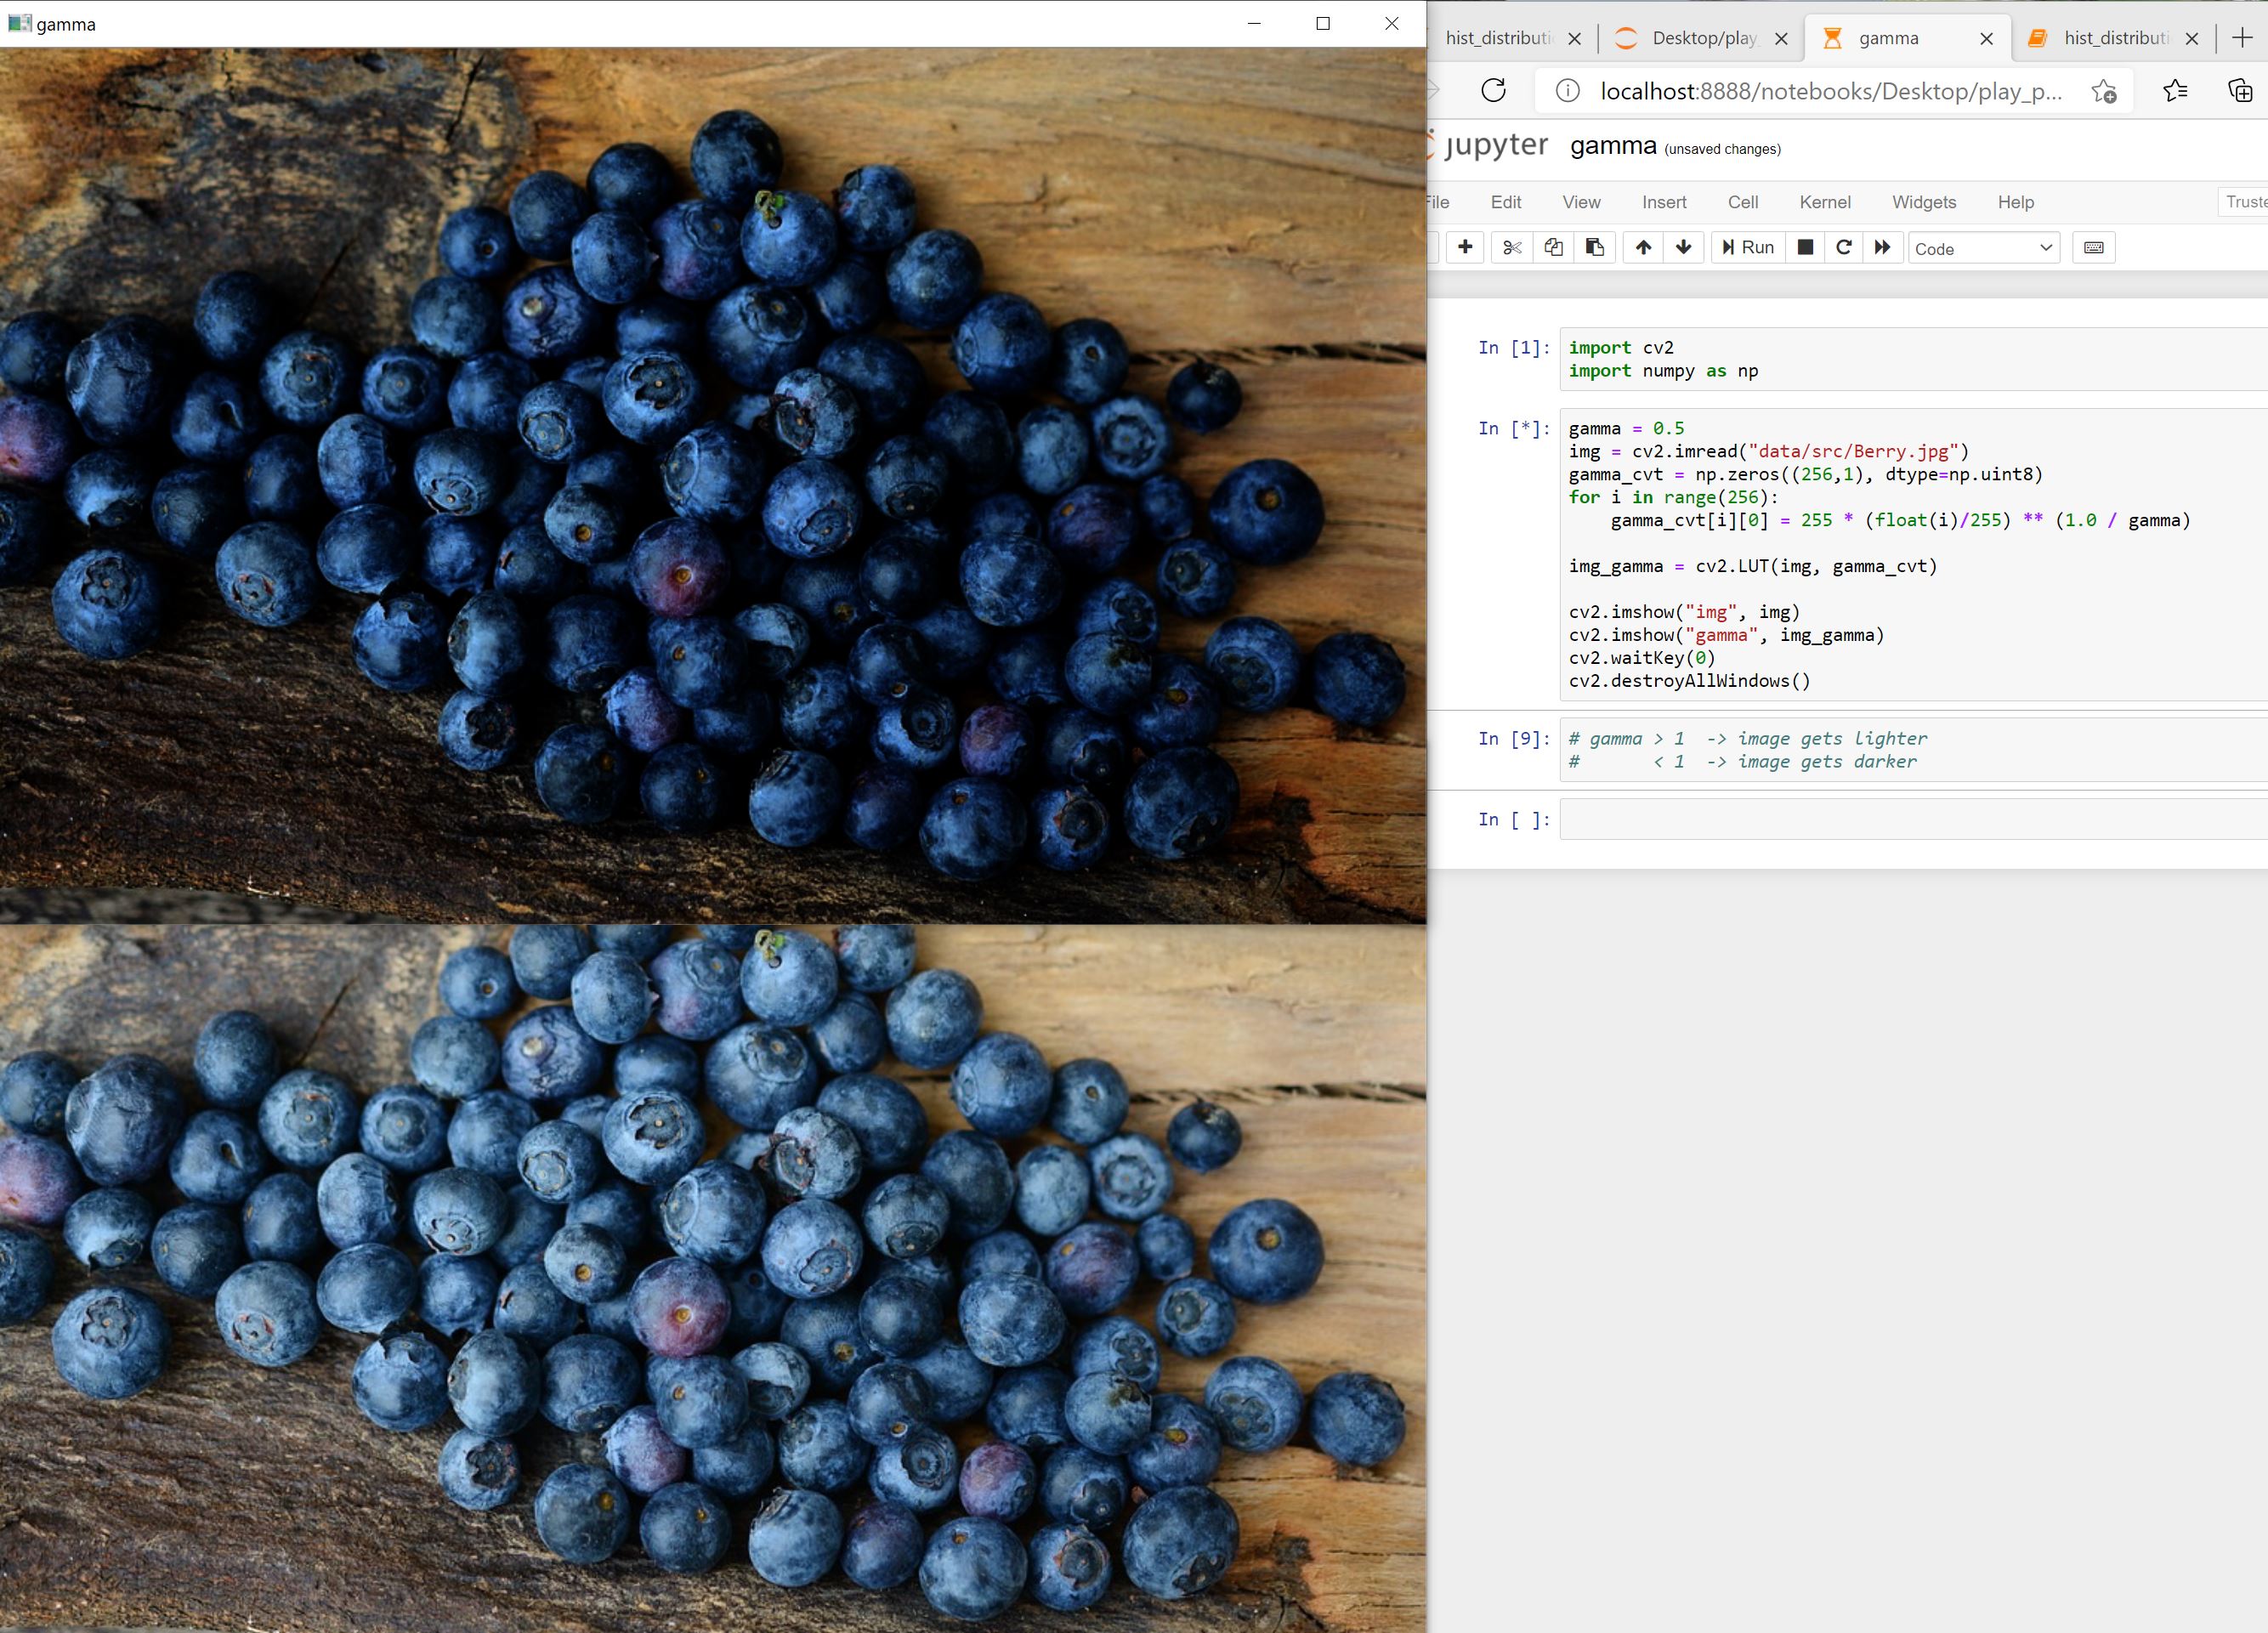 gamma
hist_distributi
Desktop/play_
gamma
hist_distributi
localhost:8888/notebooks/Desktop/play_p...
jupyter gamma (unsaved changes)
File Edit View Insert Cell Kernel Widgets Help Truste
Run Code
In [1]: import cv2
import numpy as np
In [*]: gamma = 0.5
img = cv2.imread("data/src/Berry.jpg")
gamma_cvt = np.zeros((256,1), dtype=np.uint8)
for i in range(256):
    gamma_cvt[i][0] = 255 * (float(i)/255) ** (1.0 / gamma)
img_gamma = cv2.LUT(img, gamma_cvt)
cv2.imshow("img", img)
cv2.imshow("gamma", img_gamma)
cv2.waitKey(0)
cv2.destroyAllWindows()
In [9]: # gamma > 1  -> image gets lighter
#       < 1  -> image gets darker
In [ ]: